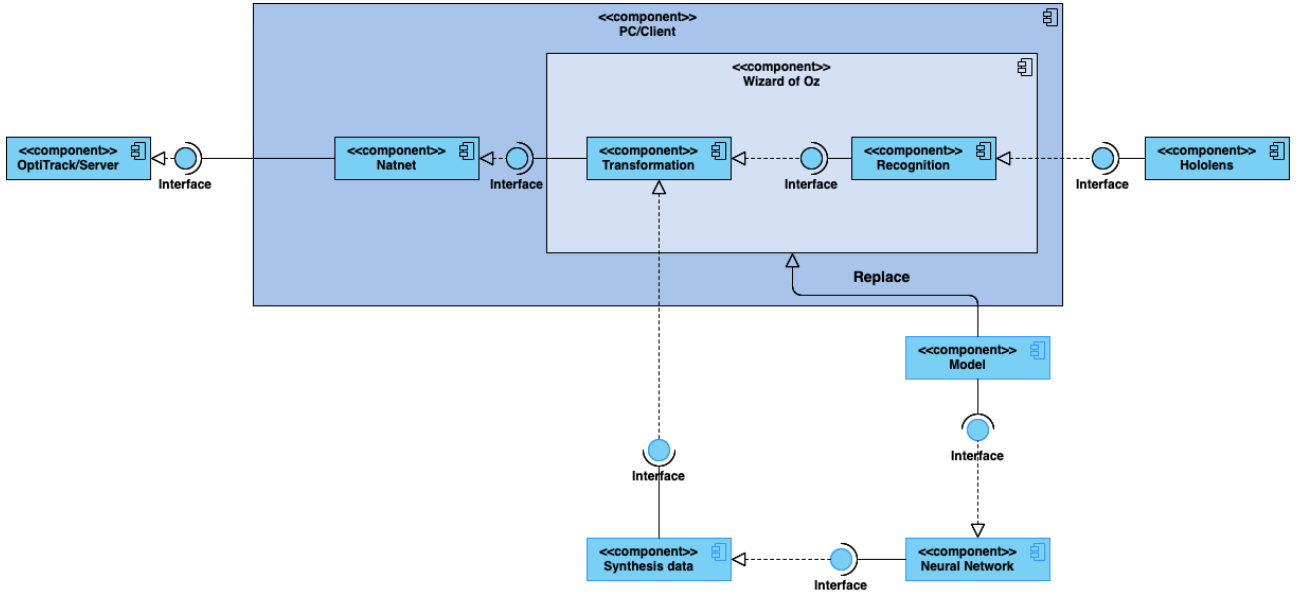 <<component>>
PC/Client
<<component>>
Wizard of Oz
<<component>>
OptiTrack/Server
Interface
<<component>>
Natnet
Interface
<<component>>
Transformation
Interface
<<component>>
Recognition
Interface
<<component>>
Hololens
Replace
<<component>>
Model
Interface
Interface
<<component>>
Synthesis data
Interface
<<component>>
Neural Network